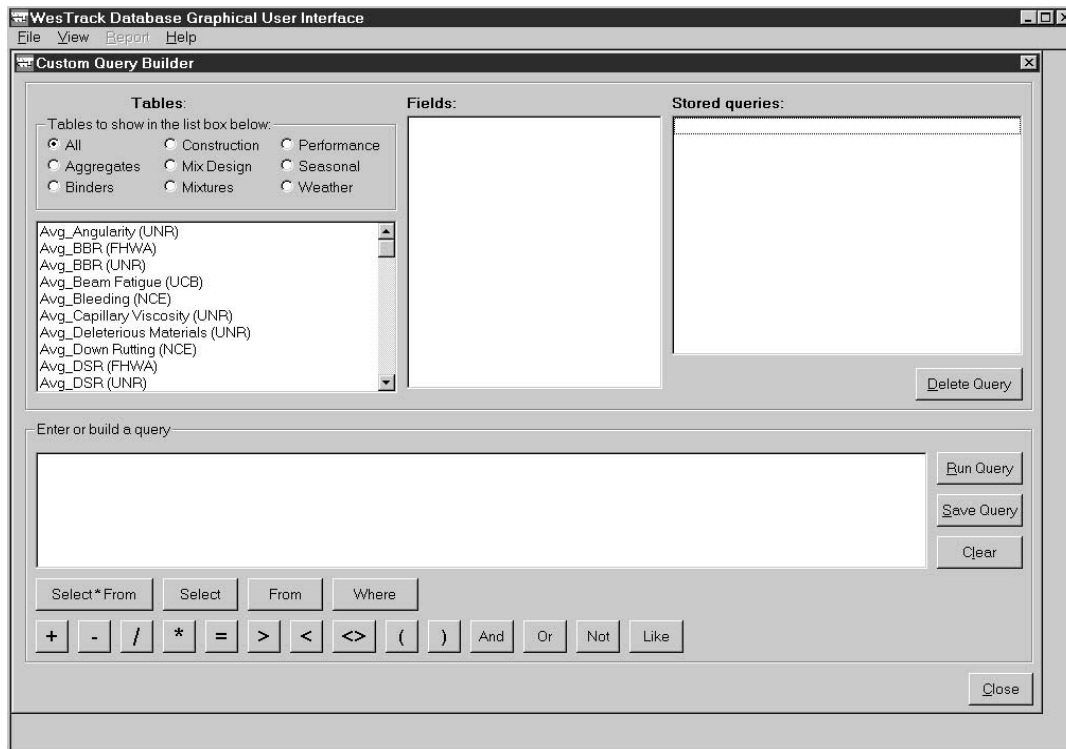 WesTrack Database Graphical User Interface
File View Report Help
Custom Query Builder
Tables: Fields: Stored queries:
Tables to show in the list box below:
All Construction Performance
Aggregates Mix Design Seasonal
Binders Mixtures Weather
Avg_Angularity (UNR)
Avg_BBR (FHWA)
Avg_BBR (UNR)
Avg_Beam Fatigue (UCB)
Avg_Bleeding (NCE)
Avg_Capillary Viscosity (UNR)
Avg_Deleterious Materials (UNR)
Avg_Down Rutting (NCE)
Avg_DSR (FHWA)
Avg_DSR (UNR)
Delete Query
Enter or build a query
Run Query
Save Query
Clear
Select * From Select From Where
+ - / * = > < <> ( ) And Or Not Like
Close